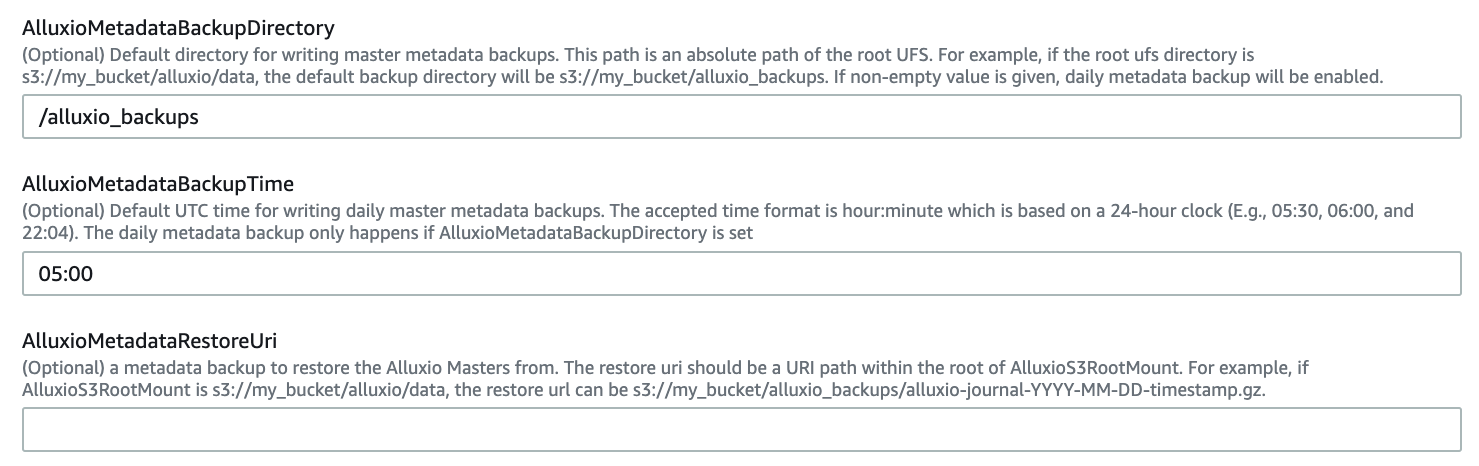 AlluxioMetadataBackupDirectory
(Optional) Default directory for writing master metadata backups. This path is an absolute path of the root UFS. For example, if the root ufs directory is
s3://my_bucket/alluxio/data, the default backup directory will be s3://my_bucket/alluxio_backups. If non-empty value is given, daily metadata backup will be enabled.
/alluxio_backups
AlluxioMetadataBackupTime
(Optional) Default UTC time for writing daily master metadata backups. The accepted time format is hour:minute which is based on a 24-hour clock (E.g., 05:30, 06:00, and
22:04). The daily metadata backup only happens if AlluxioMetadataBackupDirectory is set
05:00
AlluxioMetadataRestoreUri
(Optional) a metadata backup to restore the Alluxio Masters from. The restore uri should be a URI path within the root of AlluxioS3RootMount. For example, if
AlluxioS3RootMount is s3://my_bucket/alluxio/data, the restore url can be s3://my_bucket/alluxio_backups/alluxio-journal-YYYY-MM-DD-timestamp.gz.